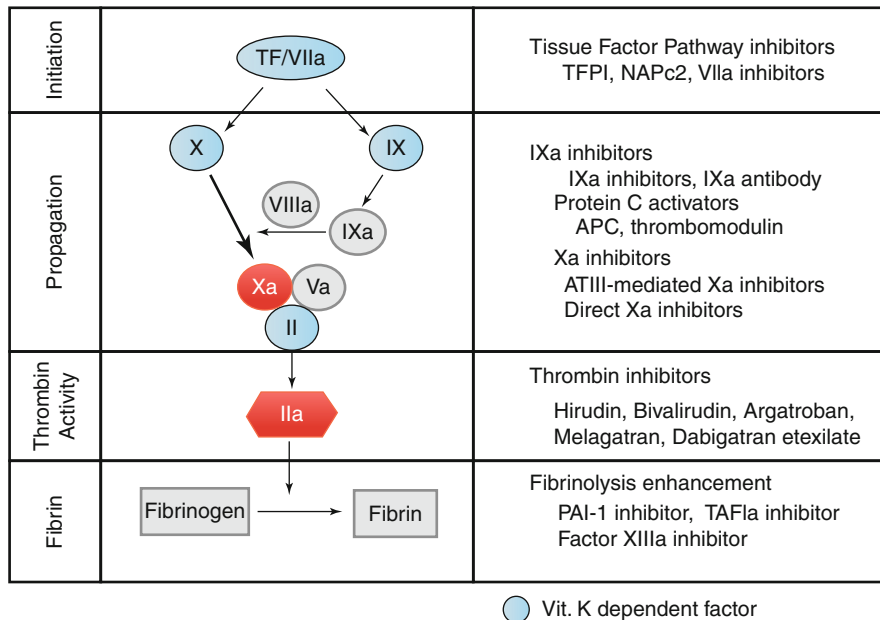 Initiation
TF/VIIa
Tissue Factor Pathway inhibitors
TFPI, NAPc2, VIIa inhibitors
Propagation
X
IX
VIIIa
IXa
Xa
Va
II
IXa inhibitors
IXa inhibitors, IXa antibody
Protein C activators
APC, thrombomodulin
Xa inhibitors
ATIII-mediated Xa inhibitors
Direct Xa inhibitors
Thrombin
Activity
IIa
Thrombin inhibitors
Hirudin, Bivalirudin, Argatroban,
Melagatran, Dabigatran etexilate
Fibrin
Fibrinogen
Fibrin
Fibrinolysis enhancement
PAI-1 inhibitor, TAFIa inhibitor
Factor XIIIa inhibitor
Vit. K dependent factor